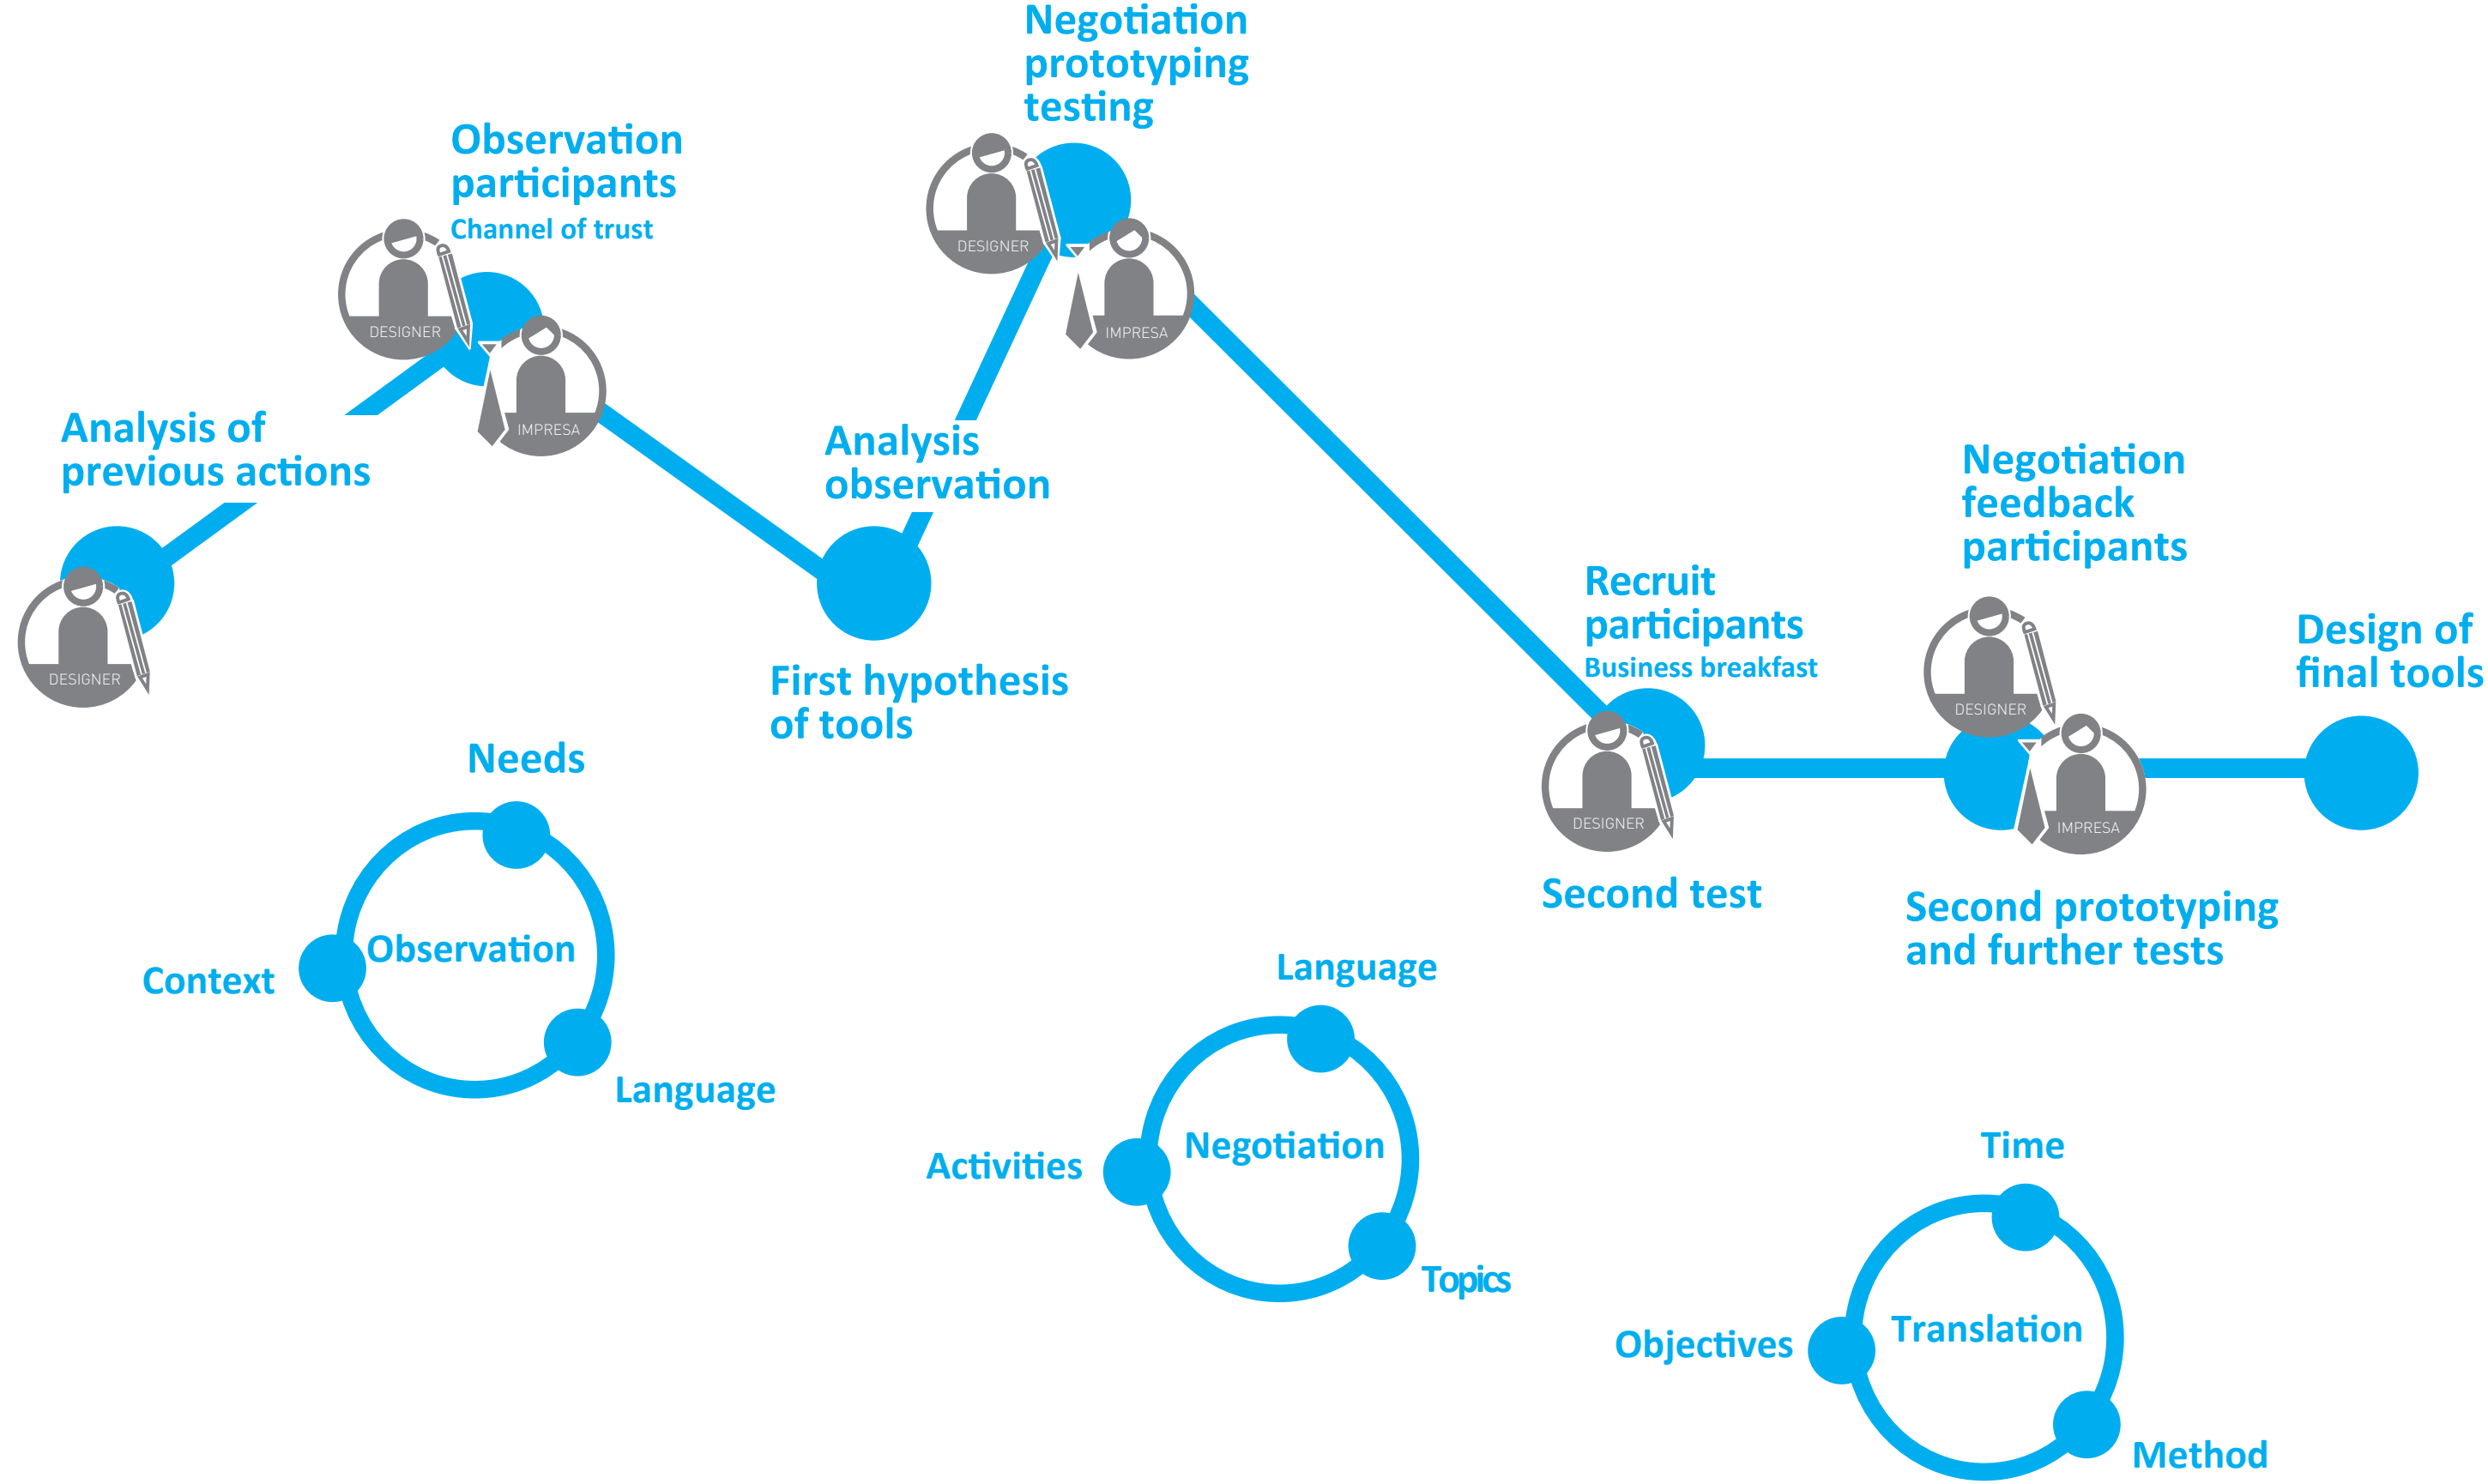 Negotiation
prototyping
testing
DESIGNER
IMPRESA
Observation
participants
Channel of trust
DESIGNER
IMPRESA
Analysis of
previous actions
DESIGNER
Analysis
observation
First hypothesis
of tools
Recruit
participants
Business breakfast
DESIGNER
Second test
Negotiation
feedback
participants
DESIGNER
IMPRESA
Second prototyping
and further tests
Design of
final tools
Needs
Observation
Context
Language
Language
Negotiation
Activities
Topics
Time
Translation
Objectives
Method